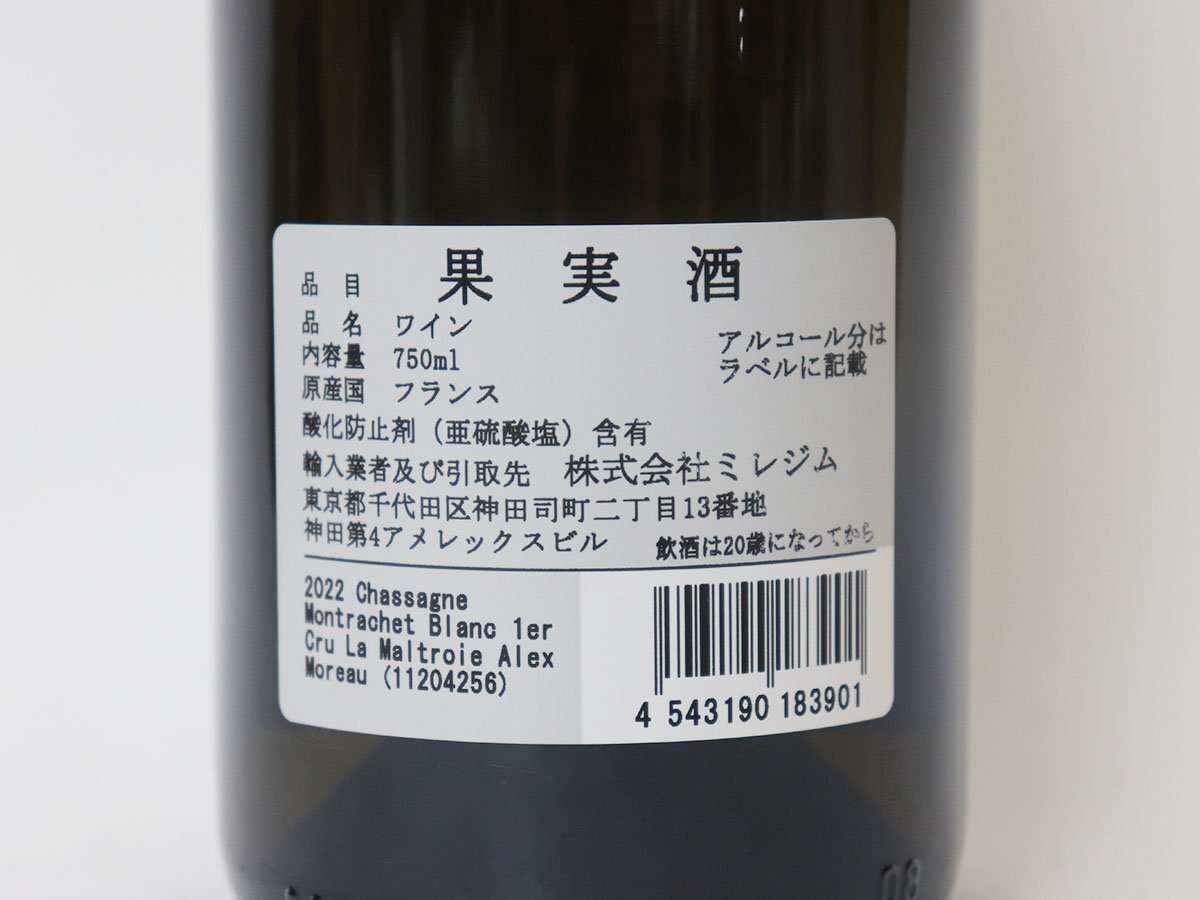 品目 果実酒
品名 ワイン
アルコール分は
ラベルに記載
内容量 750ml
原産国 フランス
酸化防止剤（亜硫酸塩）含有
輸入業者及び引取先 株式会社ミレジム
東京都千代田区神田司町二丁目13番地
神田第4アメレックスビル 飲酒は20歳になってから
2022 Chassagne
Montrachet Blanc 1er
Cru La Maltroie Alex
Moreau (11204256)
4 543190 183901